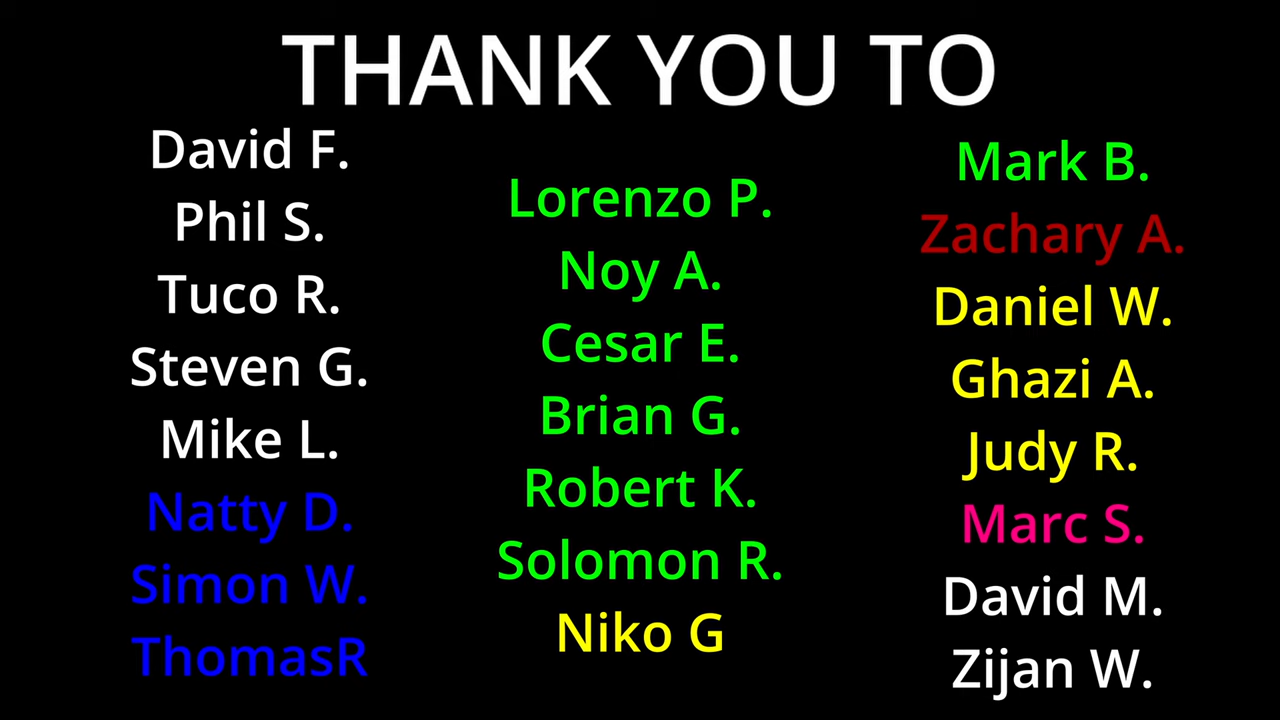 THANK YOU TO
David F.
Phil S.
Tuco R.
Steven G.
Mike L.
Natty D.
Simon W.
ThomasR
Lorenzo P.
Noy A.
Cesar E.
Brian G.
Robert K.
Solomon R.
Niko G
Mark B.
Zachary A.
Daniel W.
Ghazi A.
Judy R.
Marc S.
David M.
Zijan W.